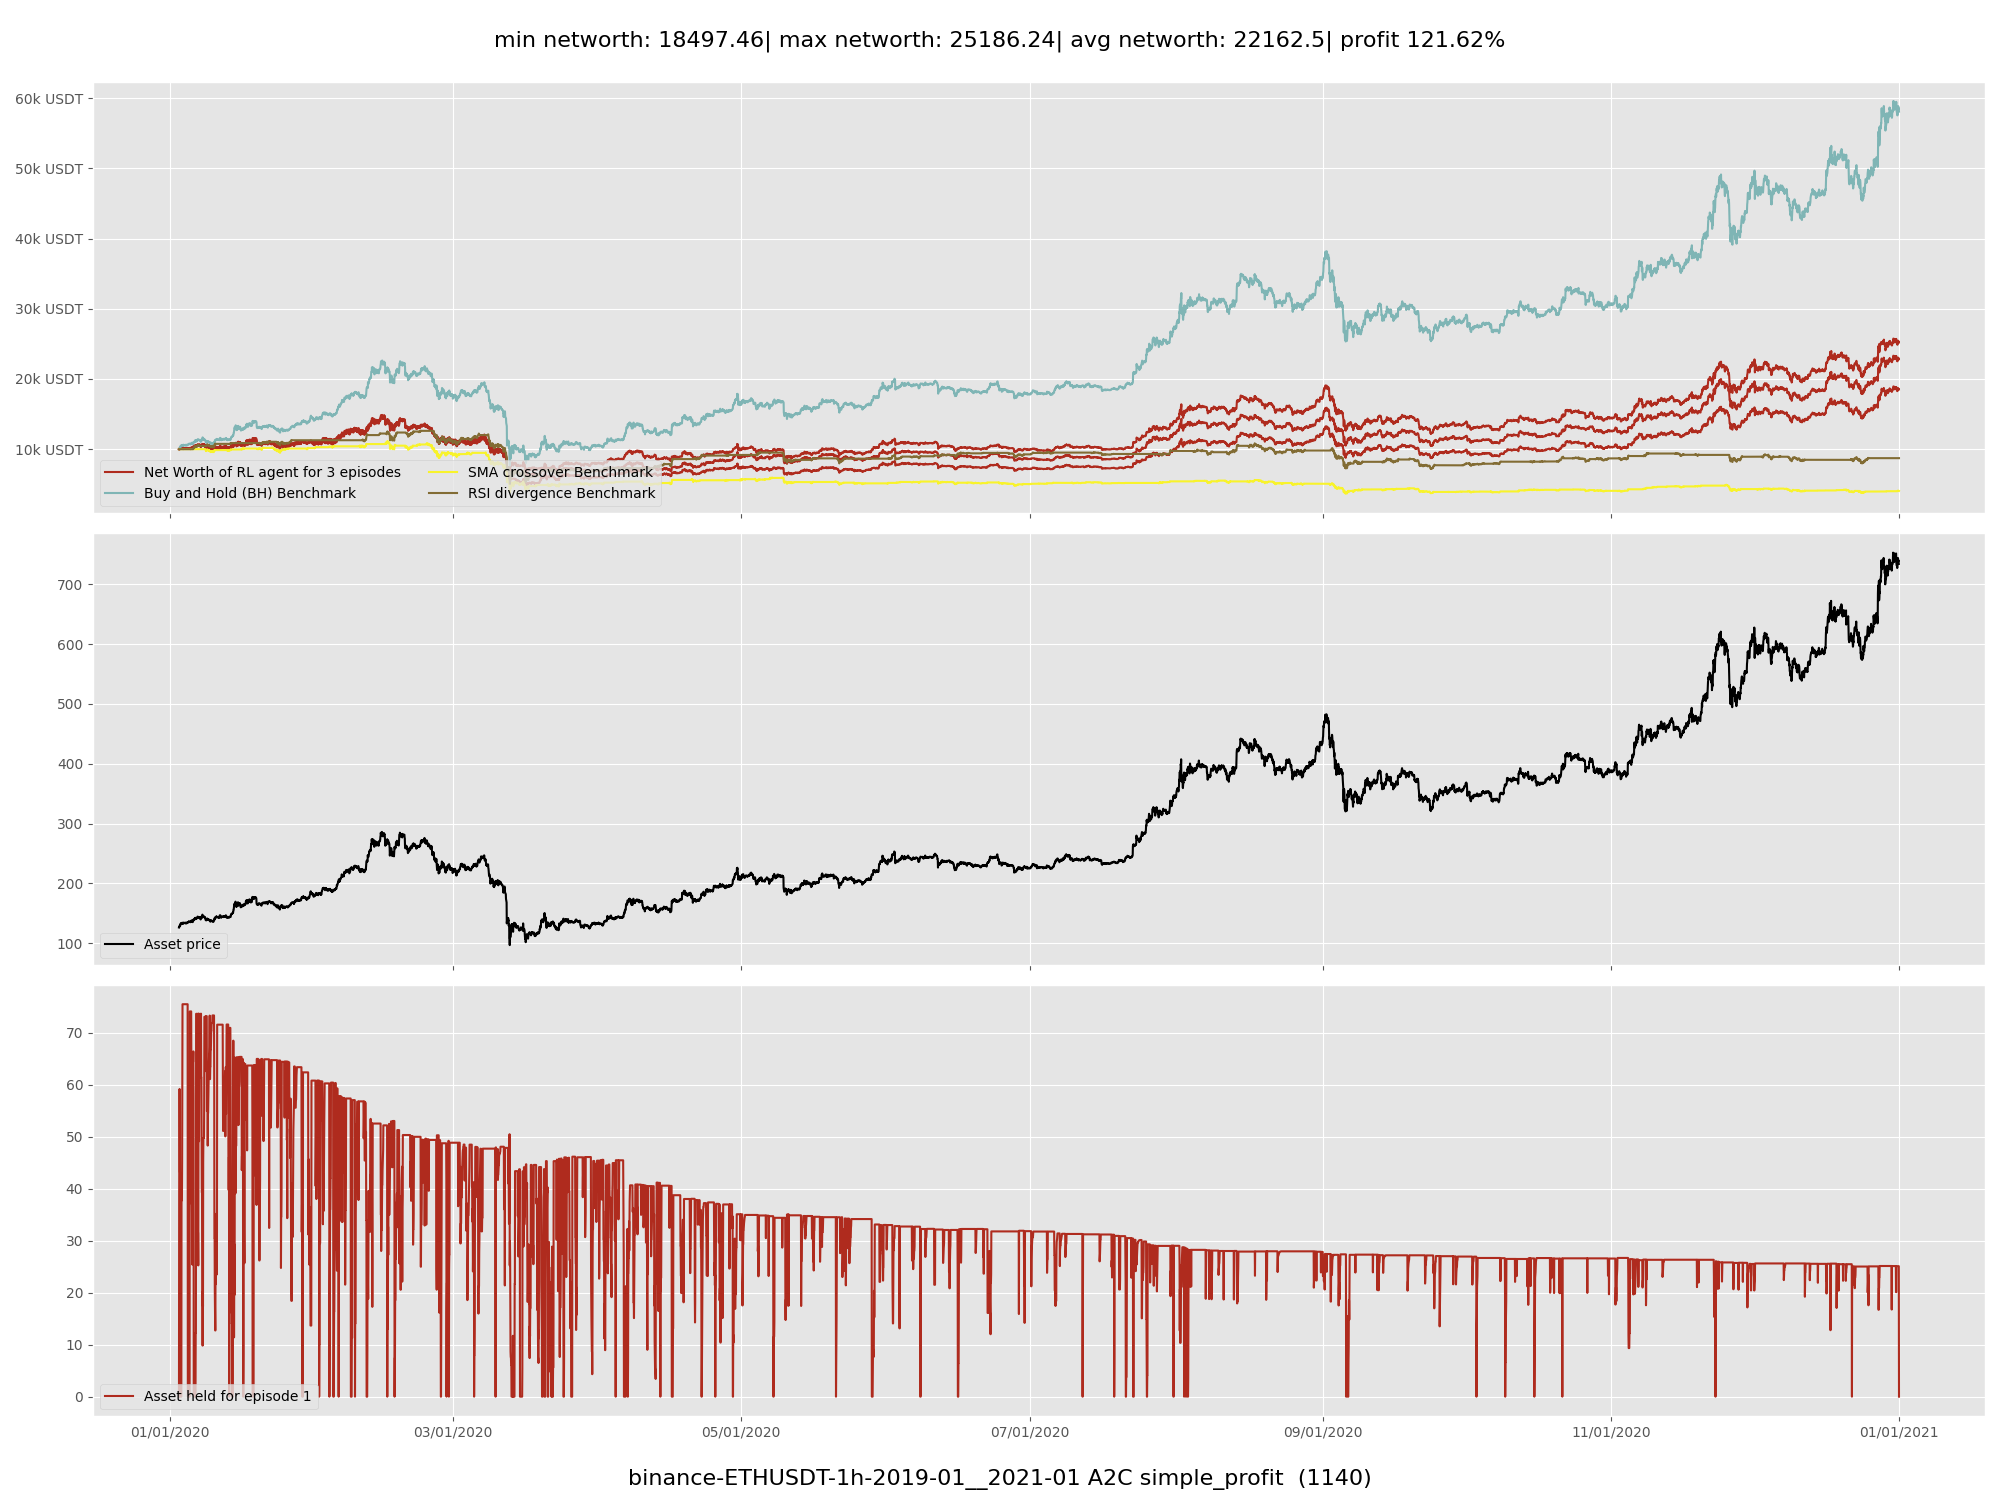 min networth: 18497.46| max networth: 25186.24| avg networth: 22162.5| profit 121.62%
60k USDT
50k USDT
40k USDT
30k USDT
20k USDT
10k USDT
Net Worth of RL agent for 3 episodes
Buy and Hold (BH) Benchmark
SMA crossover Benchmark
RSI divergence Benchmark
700
600
500
400
300
200
100
Asset price
70
60
50
40
30
20
10
0
Asset held for episode 1
01/01/2020 03/01/2020 05/01/2020 07/01/2020 09/01/2020 11/01/2020 01/01/2021
binance-ETHUSDT-1h-2019-01__2021-01 A2C simple_profit (1140)